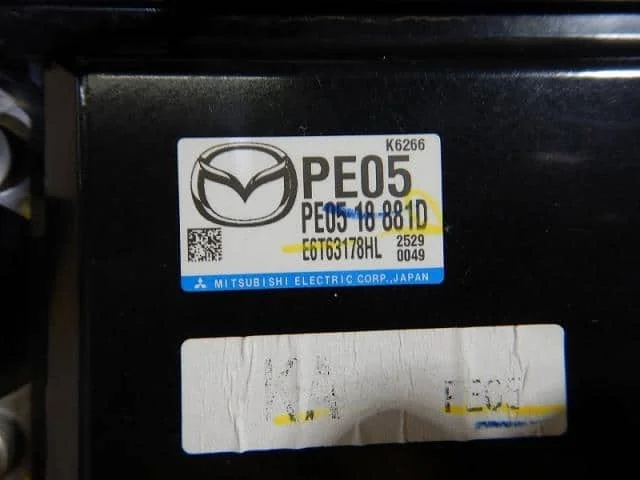 K6266
PE05
PE05 18 881D
E6T63178HL 2529
0049
MITSUBISHI ELECTRIC CORP.,JAPAN
KA